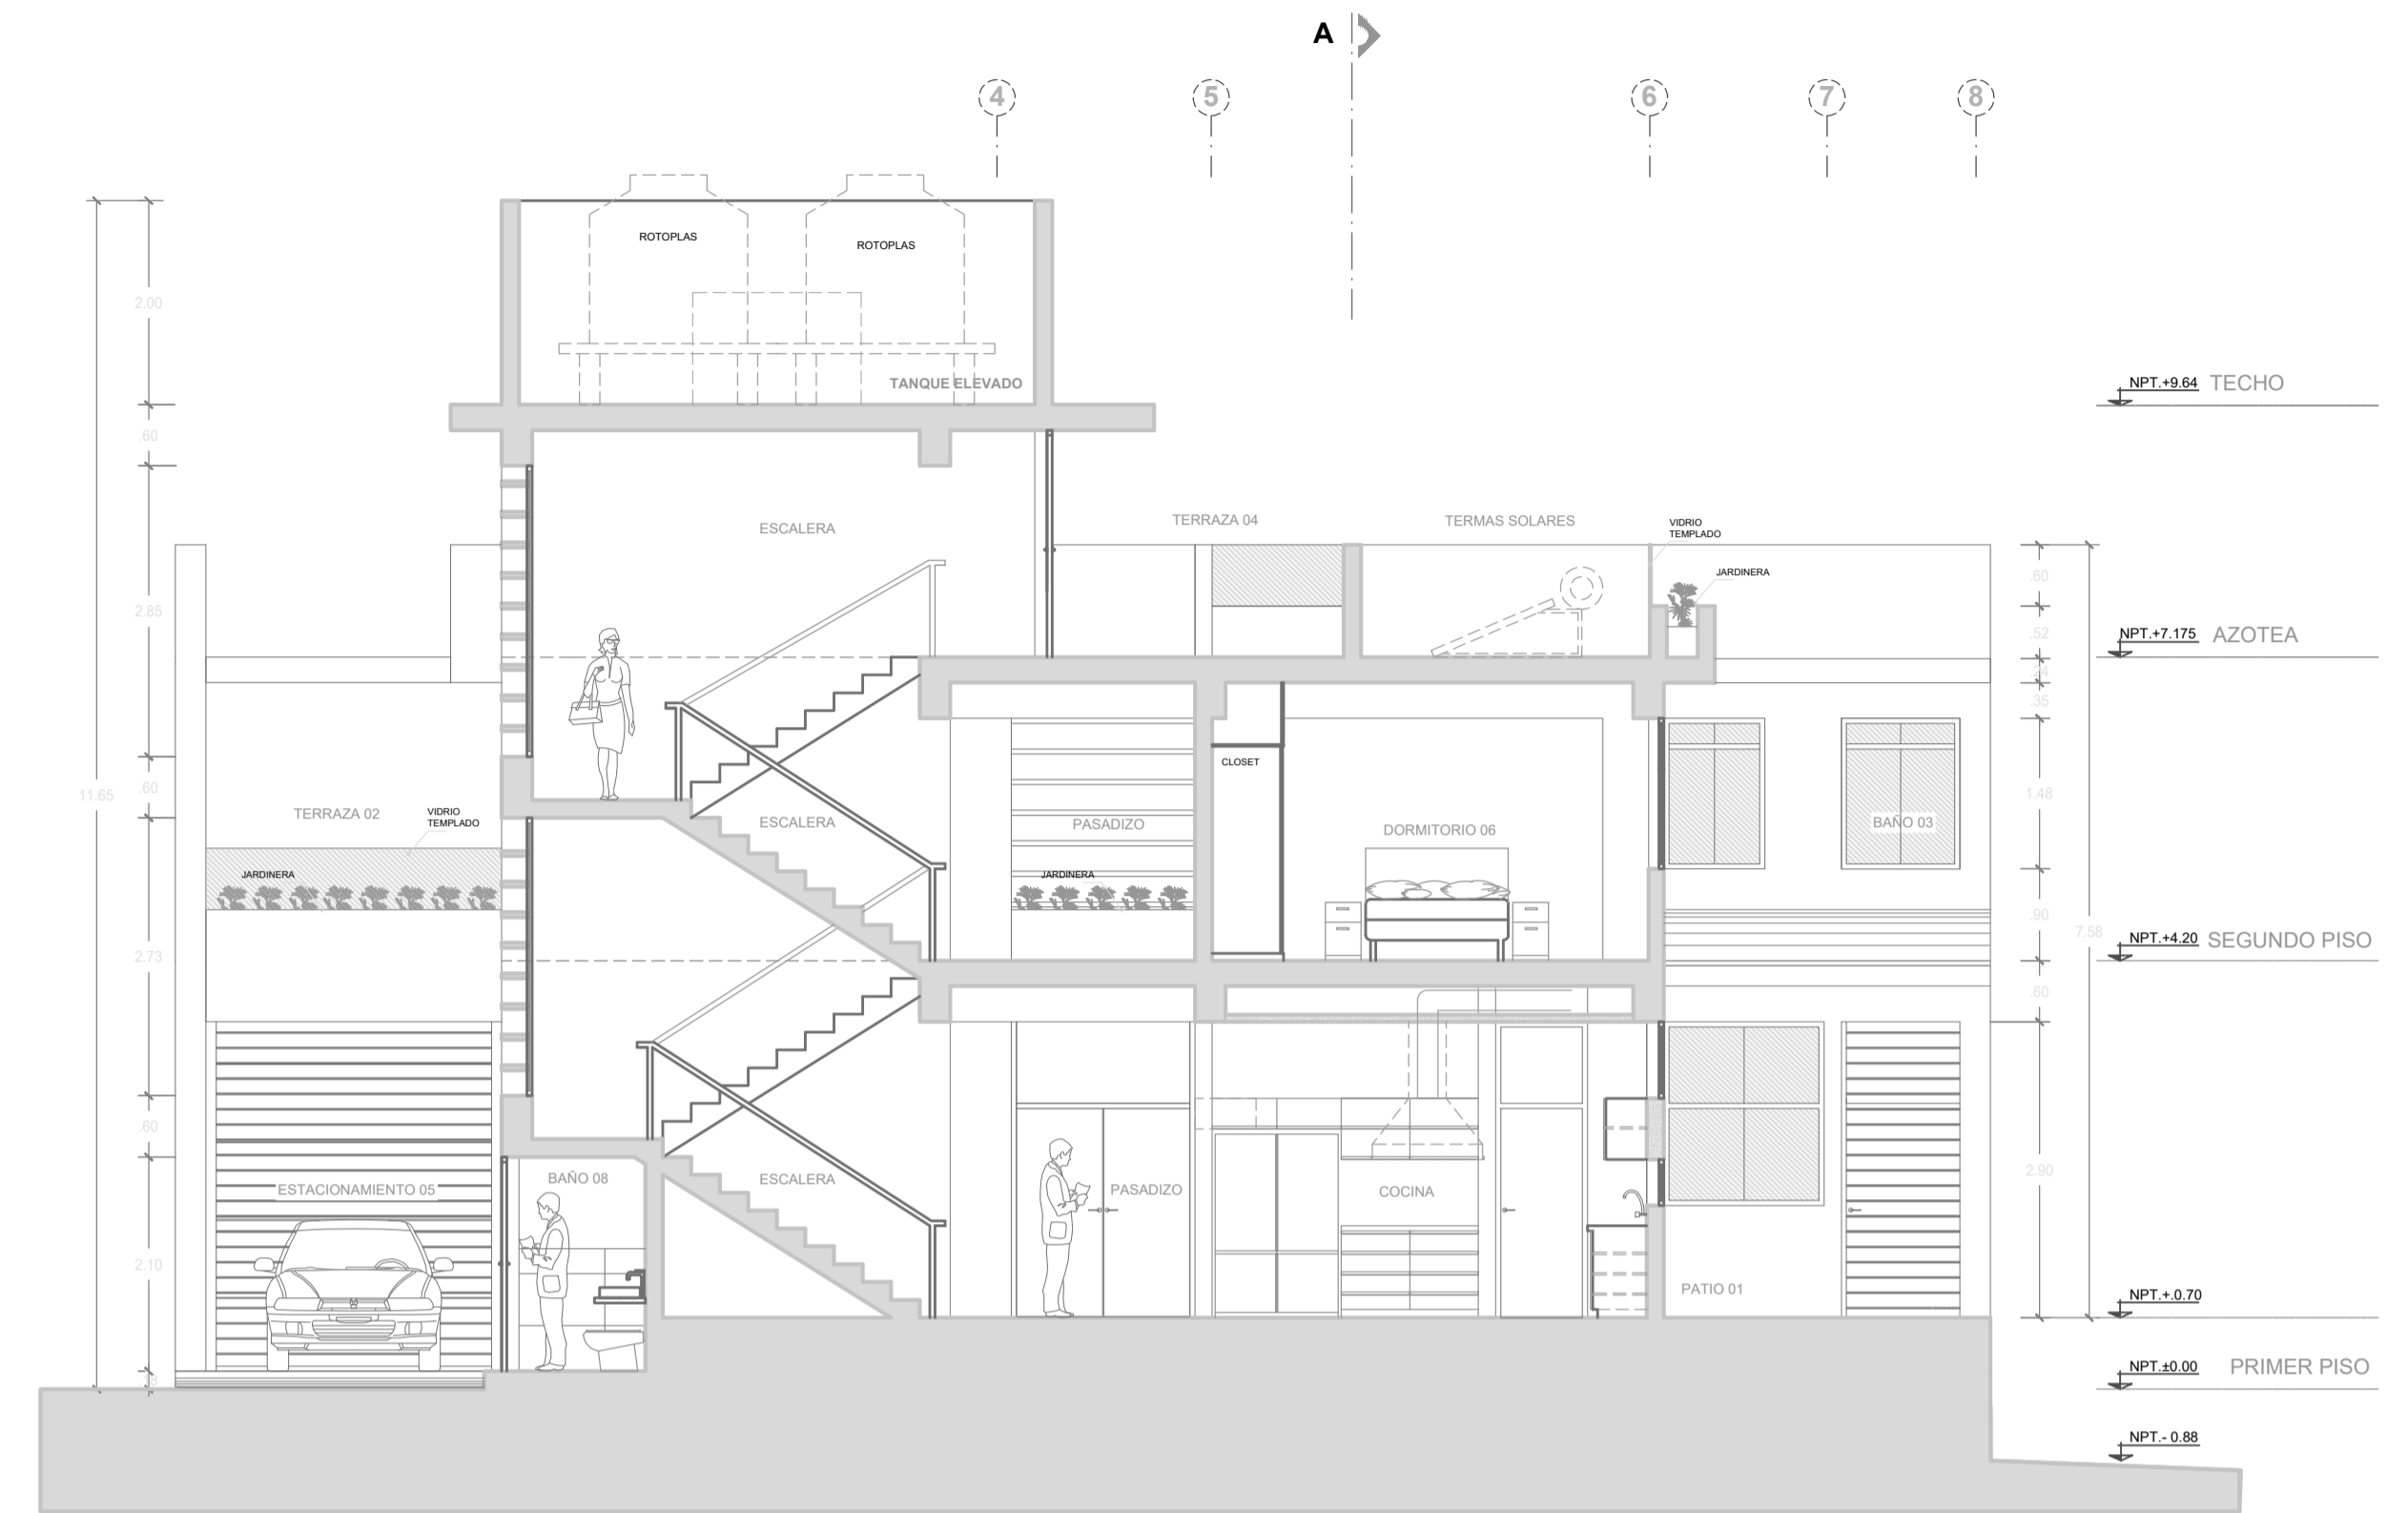 A
4
5
6
7
8
ROTOPLAS
ROTOPLAS
2.00
TANQUE ELEVADO
NPT.+9.64 TECHO
.60
TERRAZA 04
TERMAS SOLARES
VIDRIO
TEMPLADO
ESCALERA
JARDINERA
.60
2.85
.52
NPT.+7.175 AZOTEA
.24
.35
CLOSET
11.65
.60
1.48
TERRAZA 02
VIDRIO
TEMPLADO
ESCALERA
PASADIZO
DORMITORIO 06
BAÑO 03
JARDINERA
JARDINERA
.90
7.58
NPT.+4.20 SEGUNDO PISO
2.73
.60
.60
2.90
BAÑO 08
ESCALERA
ESTACIONAMIENTO 05
PASADIZO
COCINA
2.10
PATIO 01
NPT.+.0.70
NPT.±0.00 PRIMER PISO
NPT.- 0.88